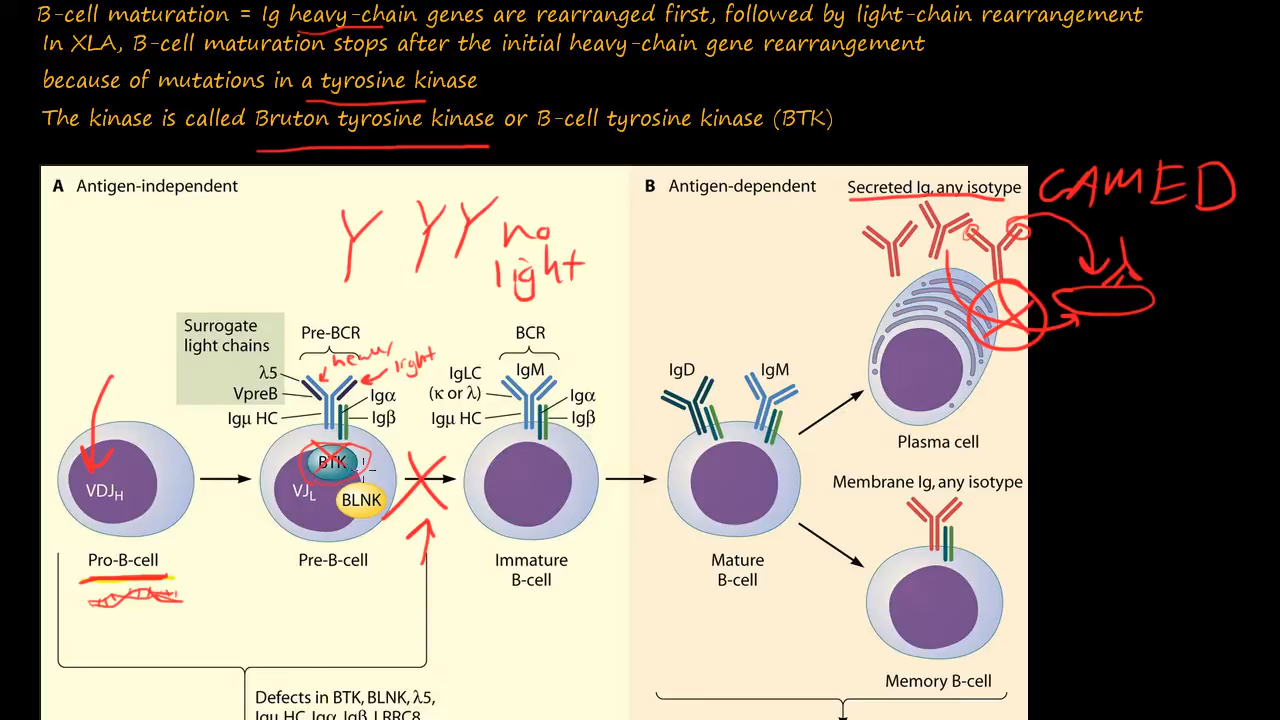 B-cell maturation = Ig heavy-chain genes are rearranged first, followed by light-chain rearrangement
In XLA, B-cell maturation stops after the initial heavy-chain gene rearrangement
because of mutations in a tyrosine kinase
The kinase is called Bruton tyrosine kinase or B-cell tyrosine kinase (BTK)
A Antigen-independent
no
light
Surrogate
light chains
Pre-BCR
heavy
light
λ5
VpreB
Igμ HC
Igα
Igβ
BCR
IgM
IgLC
(κ or λ)
Igμ HC
Igα
Igβ
VDJH
BTK
VJL
BLNK
Pro-B-cell
Pre-B-cell
Immature
B-cell
Defects in BTK, BLNK, λ5,
Igμ HC, Igα, Igβ, LRRC8
B Antigen-dependent
Secreted Ig, any isotype
GAMED
IgD
IgM
Mature
B-cell
Plasma cell
Membrane Ig, any isotype
Memory B-cell